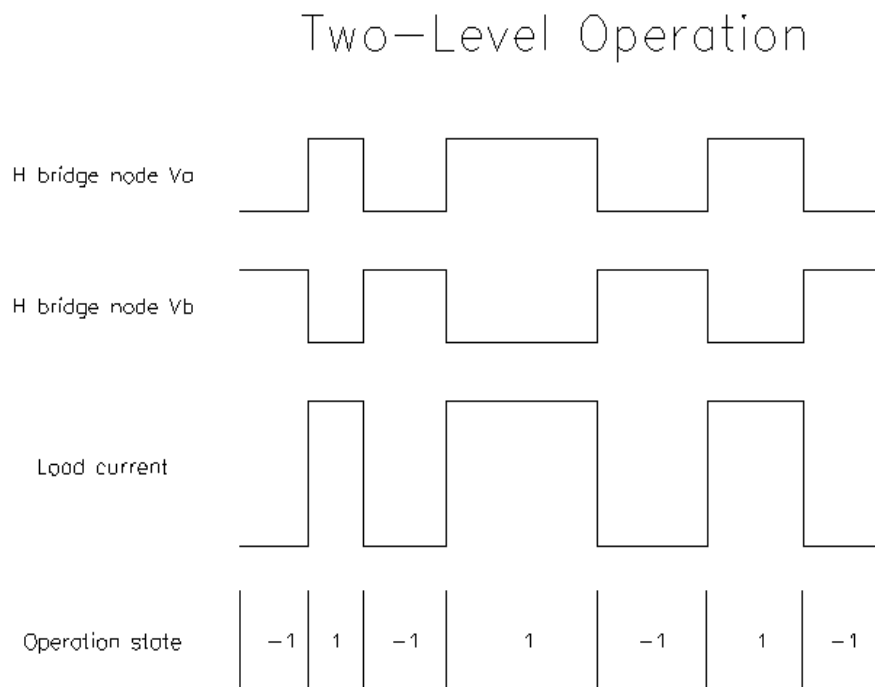 Two-Level Operation
H bridge node Va
H bridge node Vb
Load current
Operation state -1 1 -1 1 -1 1 -1